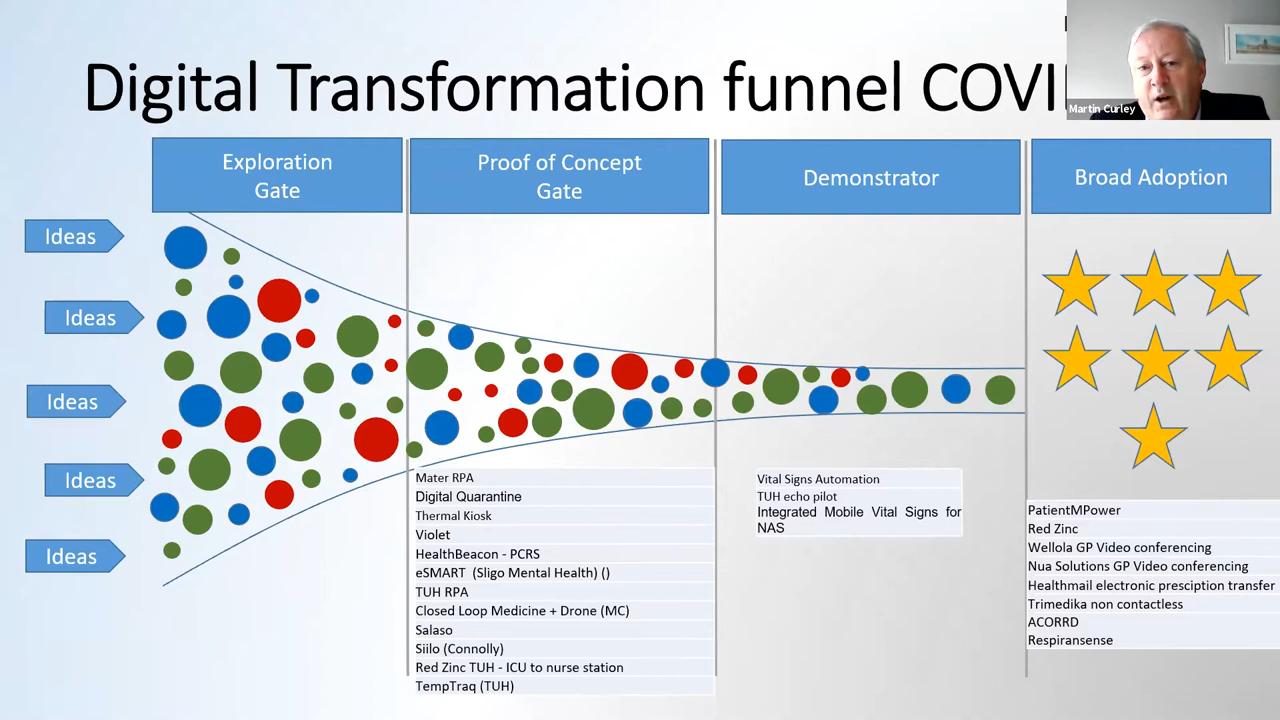 Digital Transformation funnel COVI
Martin Curley
Exploration
Gate
Proof of Concept
Gate
Demonstrator
Broad Adoption
Ideas
Ideas
Ideas
Ideas
Ideas
Mater RPA
Digital Quarantine
Thermal Kiosk
Violet
HealthBeacon - PCRS
eSMART (Sligo Mental Health) ()
TUH RPA
Closed Loop Medicine + Drone (MC)
Salaso
Siilo (Connolly)
Red Zinc TUH - ICU to nurse station
TempTraq (TUH)
Vital Signs Automation
TUH echo pilot
Integrated Mobile Vital Signs for
NAS
PatientMPower
Red Zinc
Wellola GP Video conferencing
Nua Solutions GP Video conferencing
Healthmail electronic presciption transfer
Trimedika non contactless
ACORRD
Respiransense